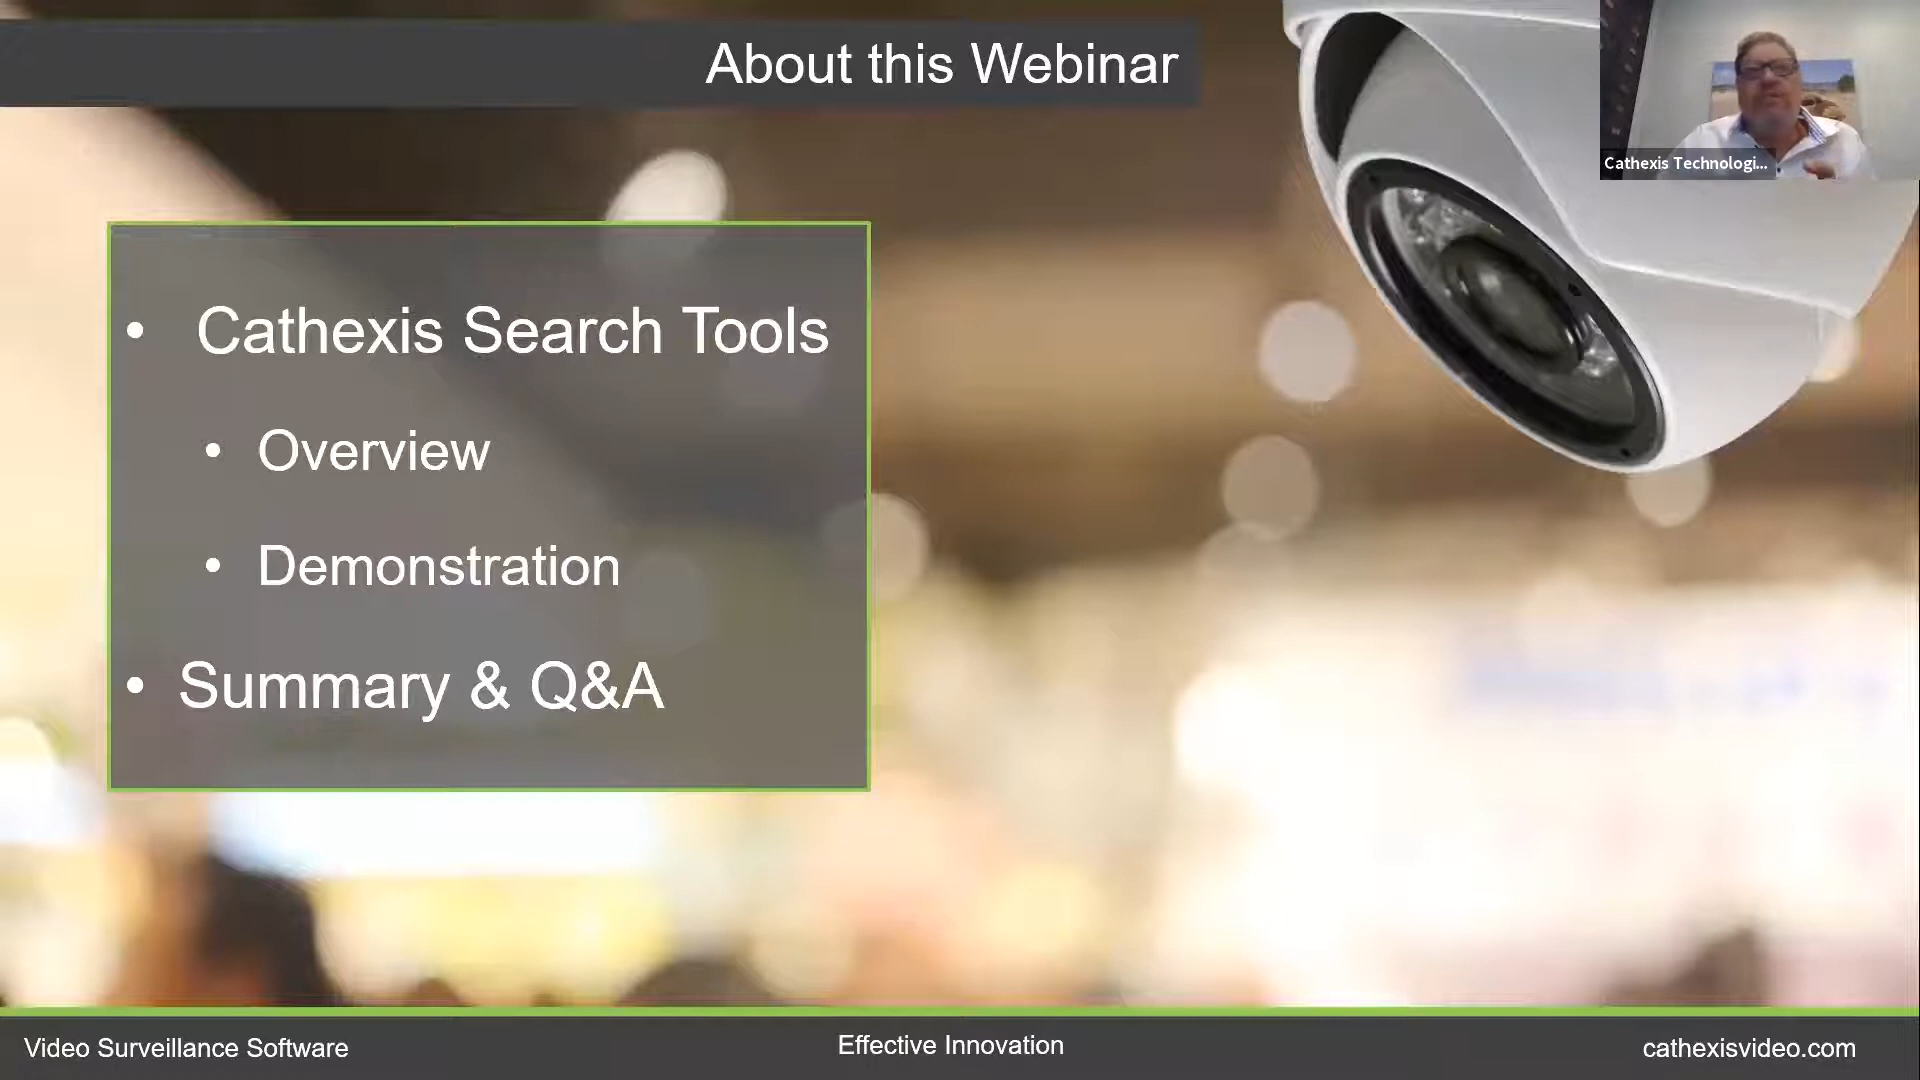 About this Webinar
Cathexis Technologi...
• Cathexis Search Tools
• Overview
• Demonstration
• Summary & Q&A
Video Surveillance Software
Effective Innovation
cathexisvideo.com